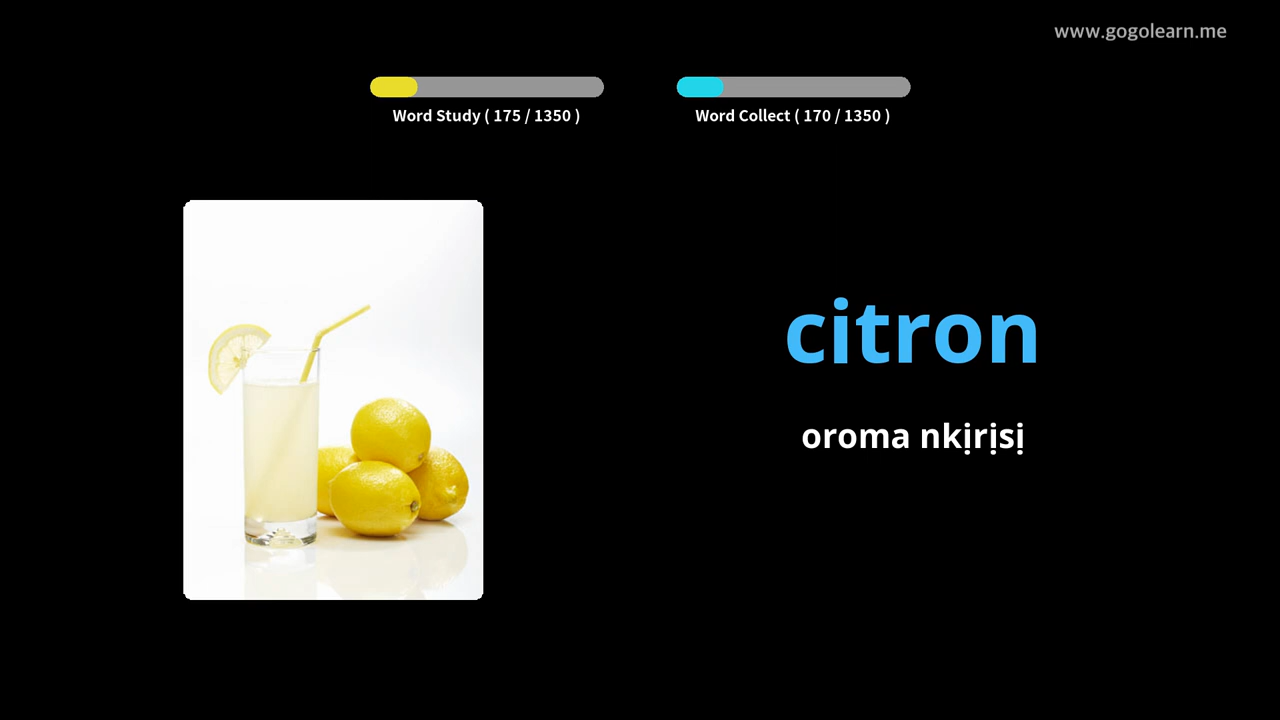 www.gogolearn.me
Word Study ( 175 / 1350 )
Word Collect ( 170 / 1350 )
citron
oroma nkịrịsị